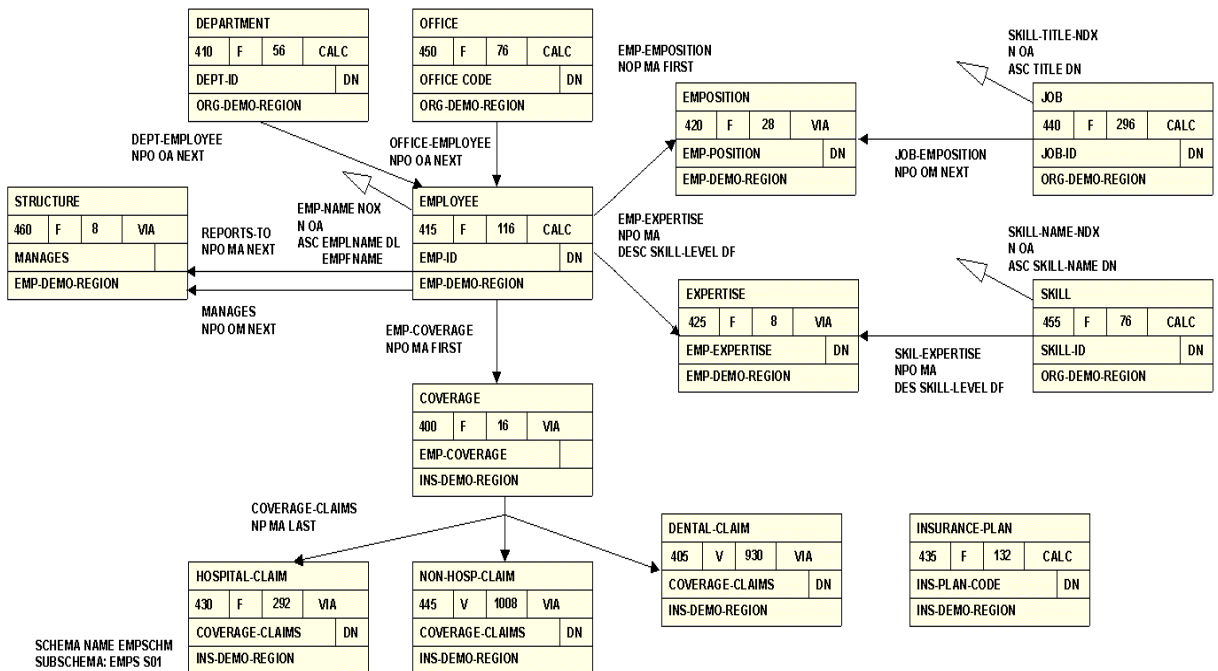 DEPARTMENT
410 F 56 CALC
DEPT-ID DN
ORG-DEMO-REGION
OFFICE
450 F 76 CALC
OFFICE CODE DN
ORG-DEMO-REGION
EMP-EMPOSITION
NOP MA FIRST
SKILL-TITLE-NDX
N OA
ASC TITLE DN
EMPOSITION
420 F 28 VIA
EMP-POSITION DN
EMP-DEMO-REGION
JOB
440 F 296 CALC
JOB-ID DN
ORG-DEMO-REGION
DEPT-EMPLOYEE
NPO OA NEXT
OFFICE-EMPLOYEE
NPO OA NEXT
JOB-EMPOSITION
NPO OM NEXT
STRUCTURE
460 F 8 VIA
MANAGES
EMP-DEMO-REGION
REPORTS-TO
NPO MA NEXT
MANAGES
NPO OM NEXT
EMP-NAME NOX
N OA
ASC EMPLNAME DL
EMPFNAME
EMPLOYEE
415 F 116 CALC
EMP-ID DN
EMP-DEMO-REGION
EMP-EXPERTISE
NPO MA
DESC SKILL-LEVEL DF
SKILL-NAME-NDX
N OA
ASC SKILL-NAME DN
EXPERTISE
425 F 8 VIA
EMP-EXPERTISE DN
EMP-DEMO-REGION
SKILL
455 F 76 CALC
SKILL-ID DN
ORG-DEMO-REGION
EMP-COVERAGE
NPO MA FIRST
SKIL-EXPERTISE
NPO MA
DES SKILL-LEVEL DF
COVERAGE
400 F 16 VIA
EMP-COVERAGE
INS-DEMO-REGION
COVERAGE-CLAIMS
NP MA LAST
HOSPITAL-CLAIM
430 F 292 VIA
COVERAGE-CLAIMS DN
INS-DEMO-REGION
NON-HOSP-CLAIM
445 V 1008 VIA
COVERAGE-CLAIMS DN
INS-DEMO-REGION
DENTAL-CLAIM
405 V 930 VIA
COVERAGE-CLAIMS DN
INS-DEMO-REGION
INSURANCE-PLAN
435 F 132 CALC
INS-PLAN-CODE DN
INS-DEMO-REGION
SCHEMA NAME EMPSCHM
SUBSCHEMA: EMPS S01